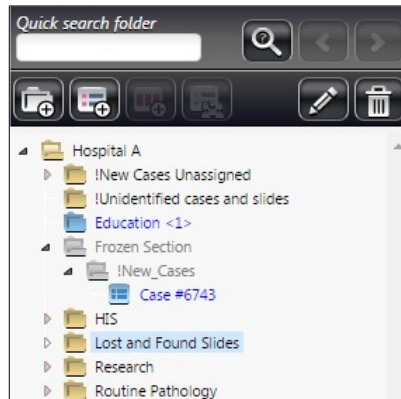 Quick search folder
Hospital A
!New Cases Unassigned
!Unidentified cases and slides
Education <1>
Frozen Section
!New_Cases
Case #6743
HIS
Lost and Found Slides
Research
Routine Pathology